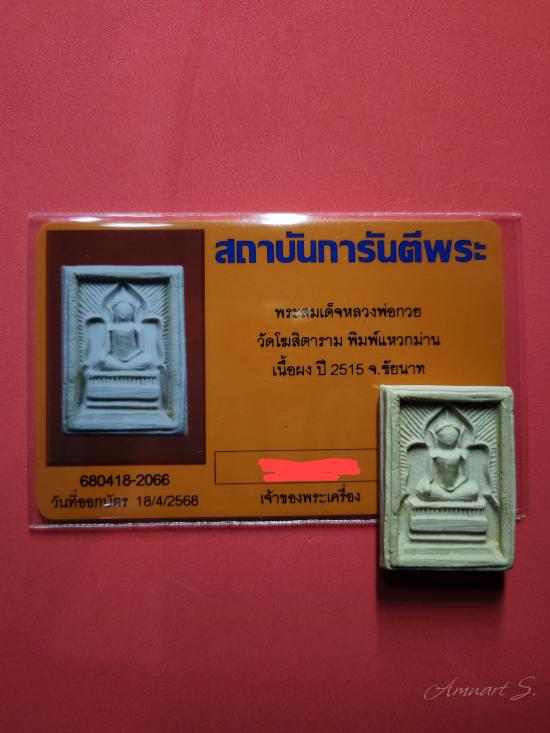 สถาบันการันตีพระ
พระสมเด็จหลวงพ่อกวย
วัดโฆสิตาราม พิมพ์แหวกม่าน
เนื้อผง ปี 2515 จ.ชัยนาท
680418-2066
วันที่ออกบัตร 18/4/2568
เจ้าของพระเครื่อง
Amnart S.